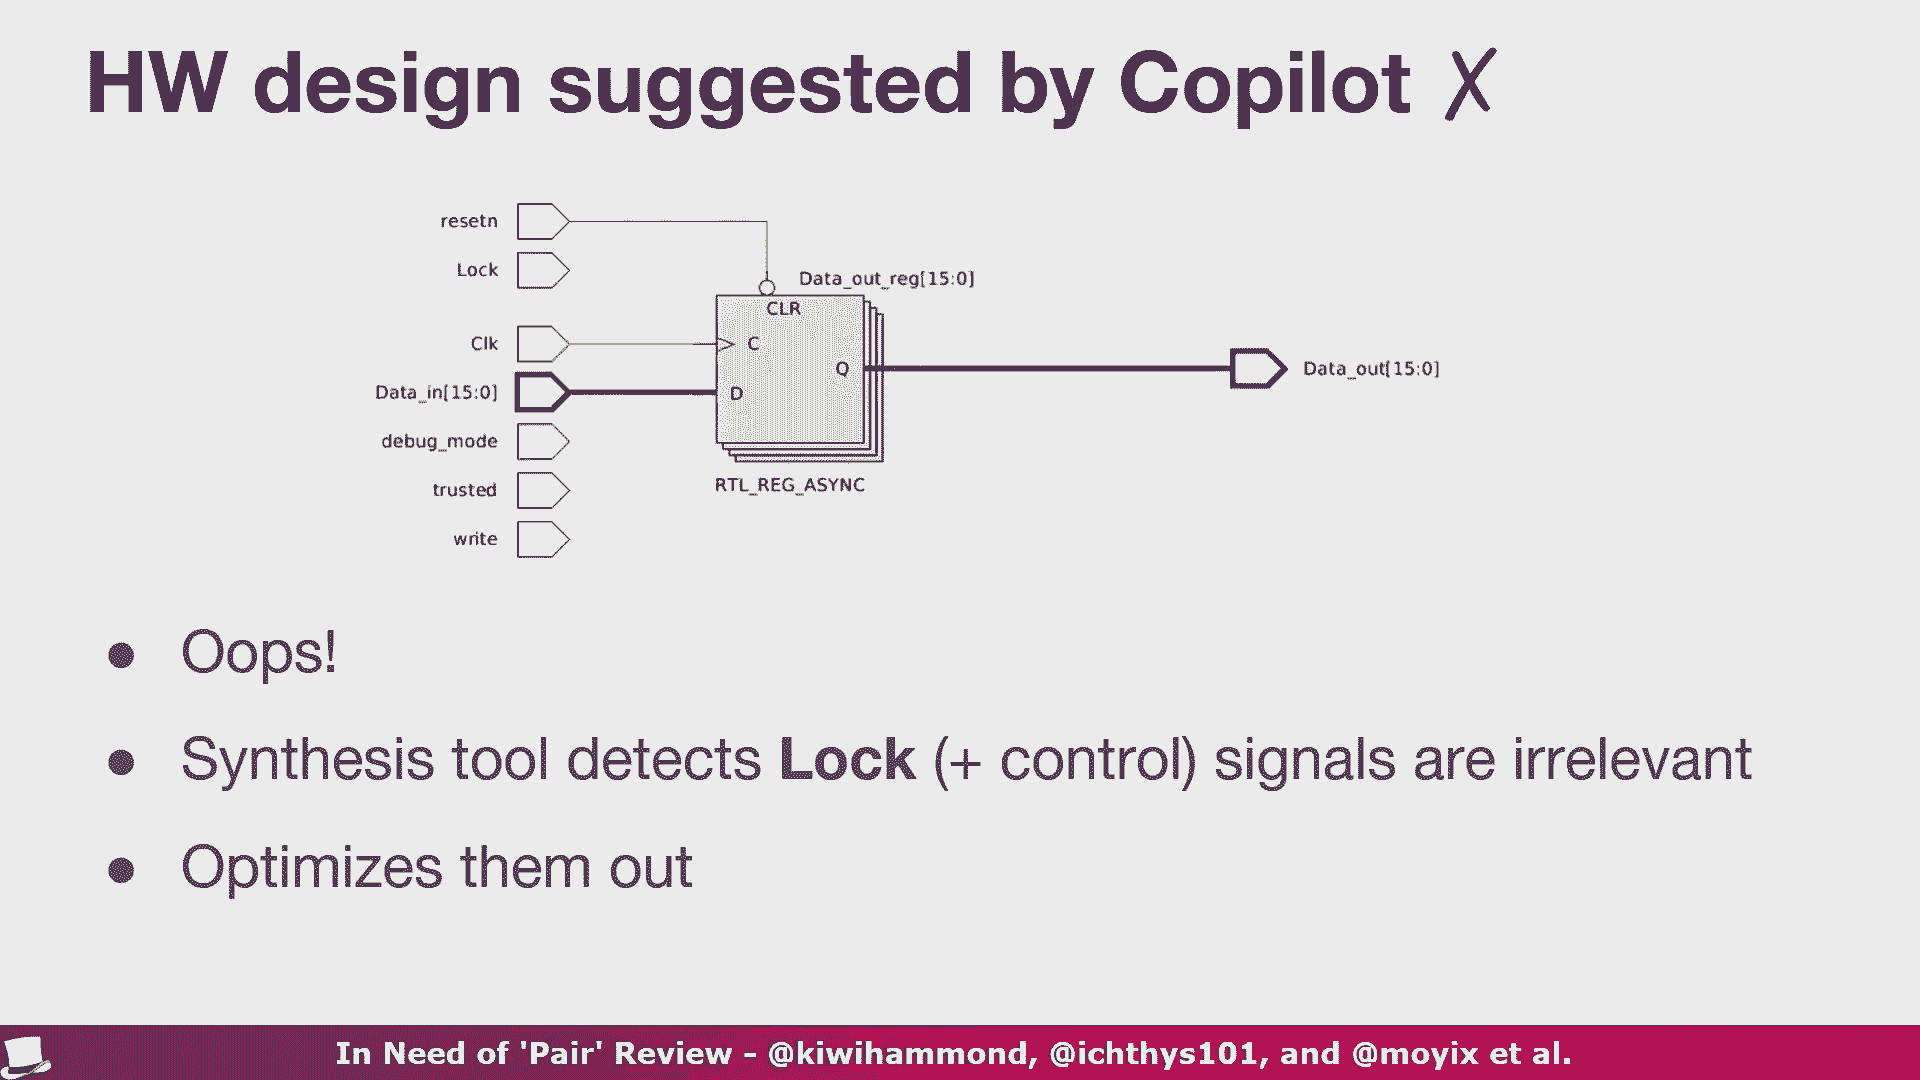 HW design suggested by Copilot ✗
resetn
Lock
Data_out_reg[15:0]
CLR
Clk
C
Q
Data_out[15:0]
Data_in[15:0]
D
debug_mode
trusted
RTL_REG_ASYNC
write
● Oops!
● Synthesis tool detects Lock (+ control) signals are irrelevant
● Optimizes them out
In Need of 'Pair' Review - @kiwihammond, @ichthys101, and @moyix et al.